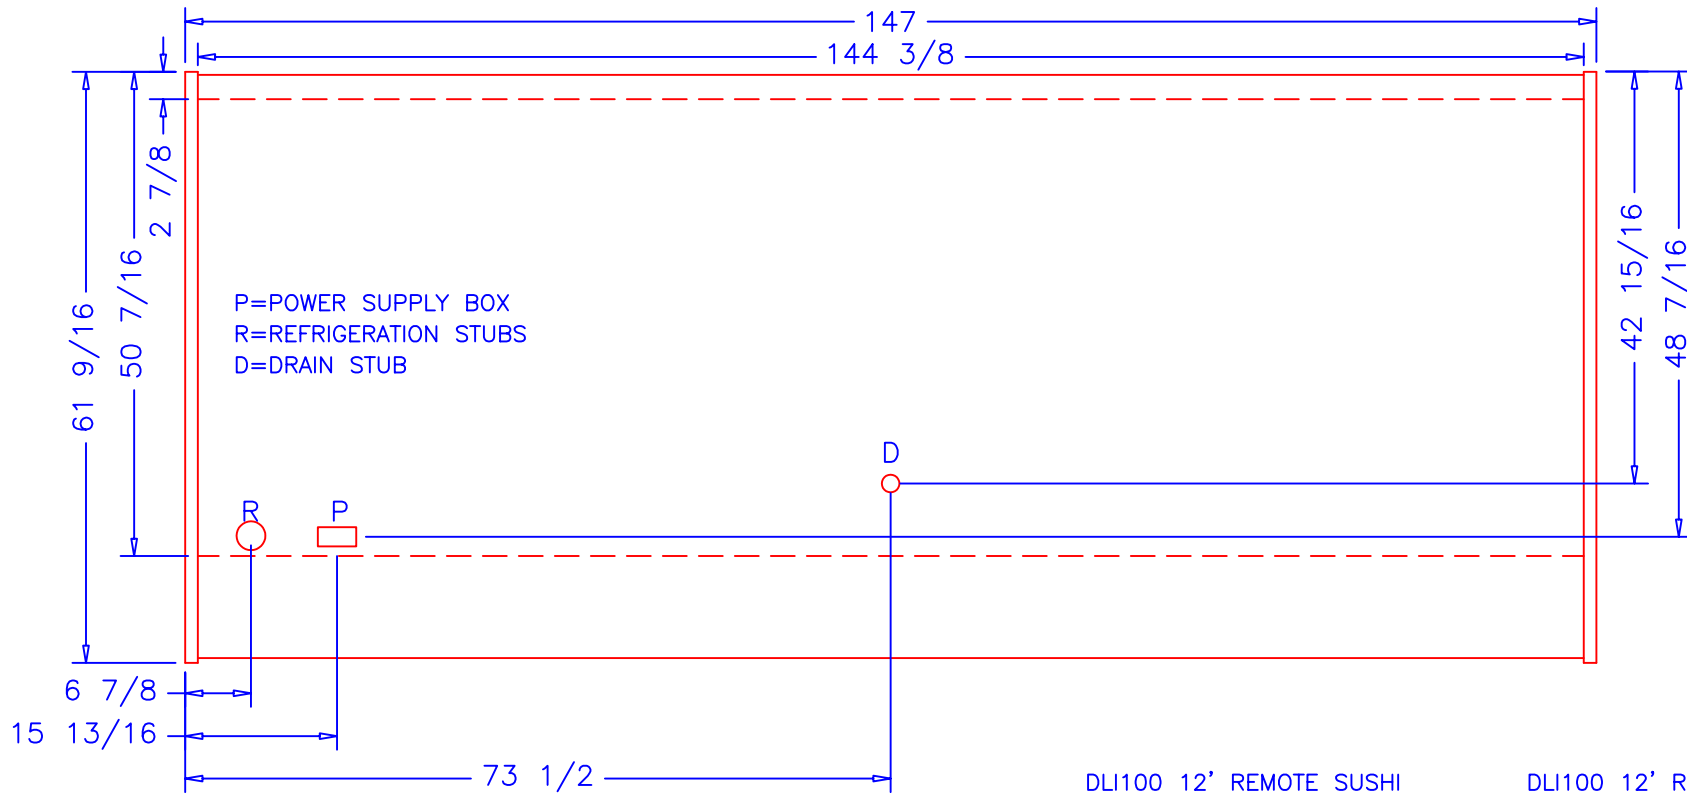 147
144 3/8
2 7/8
50 7/16
61 9/16
42 15/16
48 7/16
P=POWER SUPPLY BOX
R=REFRIGERATION STUBS
D=DRAIN STUB
D
R P
6 7/8
15 13/16
73 1/2
DLI100 12' REMOTE SUSHI
DLI100 12' R